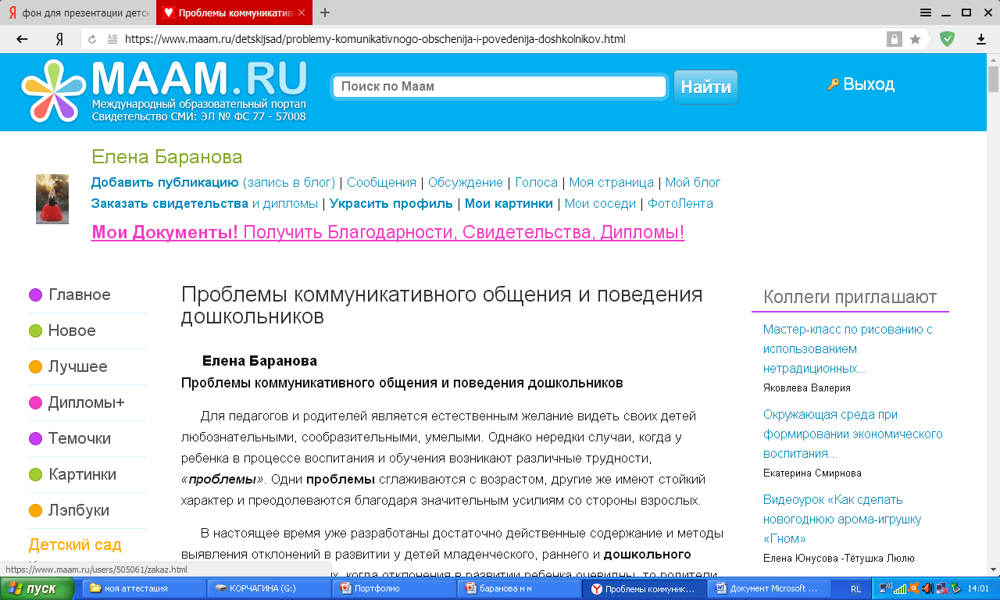 фон для презентации детск
Проблемы коммуникатив
https://www.maam.ru/detskijsad/problemy-komunikativnogo-obschenija-i-povedenija-doshkolnikov.html
MAAM.RU
Международный образовательный портал
Свидетельство СМИ: ЭЛ № ФС 77 - 57008
Поиск по Маам
Найти
Выход
Елена Баранова
Добавить публикацию (запись в блог) | Сообщения | Обсуждение | Голоса | Моя страница | Мой блог
Заказать свидетельства и дипломы | Украсить профиль | Мои картинки | Мои соседи | ФотоЛента
Мои Документы! Получить Благодарности, Свидетельства, Дипломы!
Главное
Новое
Лучшее
Дипломы+
Темочки
Картинки
Лэпбуки
Детский сад
Проблемы коммуникативного общения и поведения
дошкольников
Елена Баранова
Проблемы коммуникативного общения и поведения дошкольников
Для педагогов и родителей является естественным желание видеть своих детей
любознательными, сообразительными, умелыми. Однако нередки случаи, когда у
ребенка в процессе воспитания и обучения возникают различные трудности,
«проблемы». Одни проблемы сглаживаются с возрастом, другие же имеют стойкий
характер и преодолеваются благодаря значительным усилиям со стороны взрослых.
В настоящее время уже разработаны достаточно действенные содержание и методы
выявления отклонений в развитии у детей младенческого, раннего и дошкольного
когда отклонения в развитии ребенка очевидны, то родители
Коллеги приглашают
Мастер-класс по рисованию с
использованием
нетрадиционных...
Яковлева Валерия
Окружающая среда при
формировании экономического
воспитания...
Екатерина Смирнова
Видеоурок «Как сделать
новогоднюю арома-игрушку
«Гном»
Елена Юнусова -Тётушка Люлю
https://www.maam.ru/users/505061/zakaz.html
пуск
моя аттестация
КОРЧАГИНА (G:)
Портфолио
баранова н м
Проблемы коммуник...
Документ Microsoft ...
RL
14:01